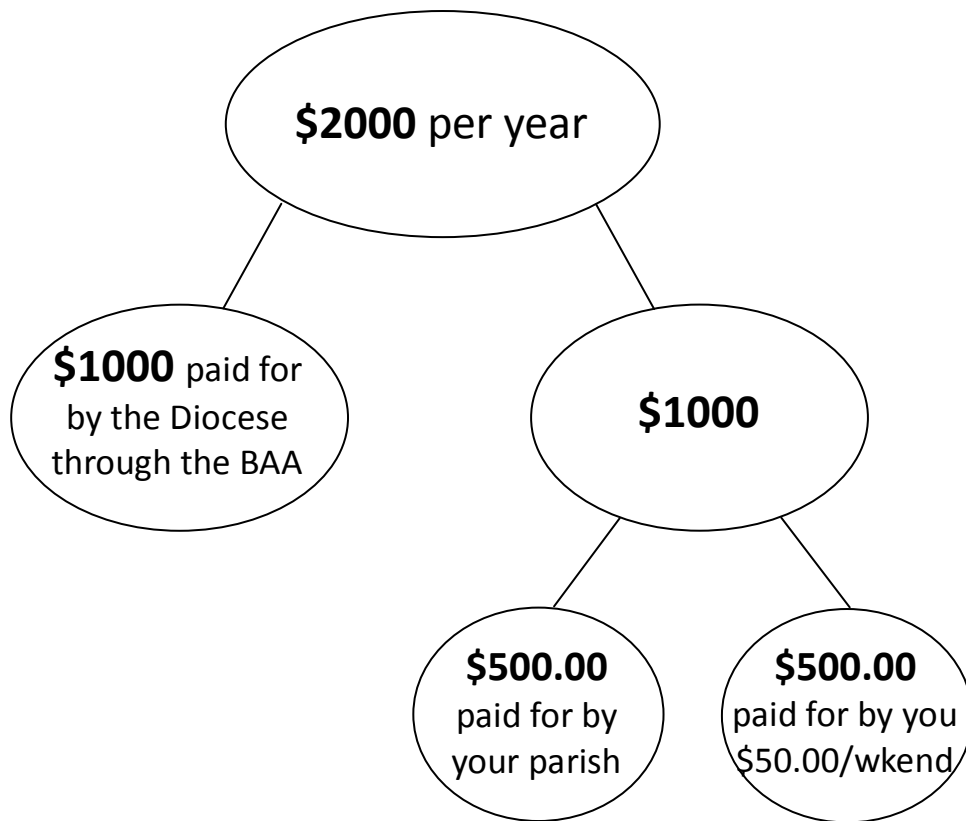 $2000 per year
$1000 paid for
by the Diocese
through the BAA
$1000
$500.00
paid for by
your parish
$500.00
paid for by you
$50.00/wkend